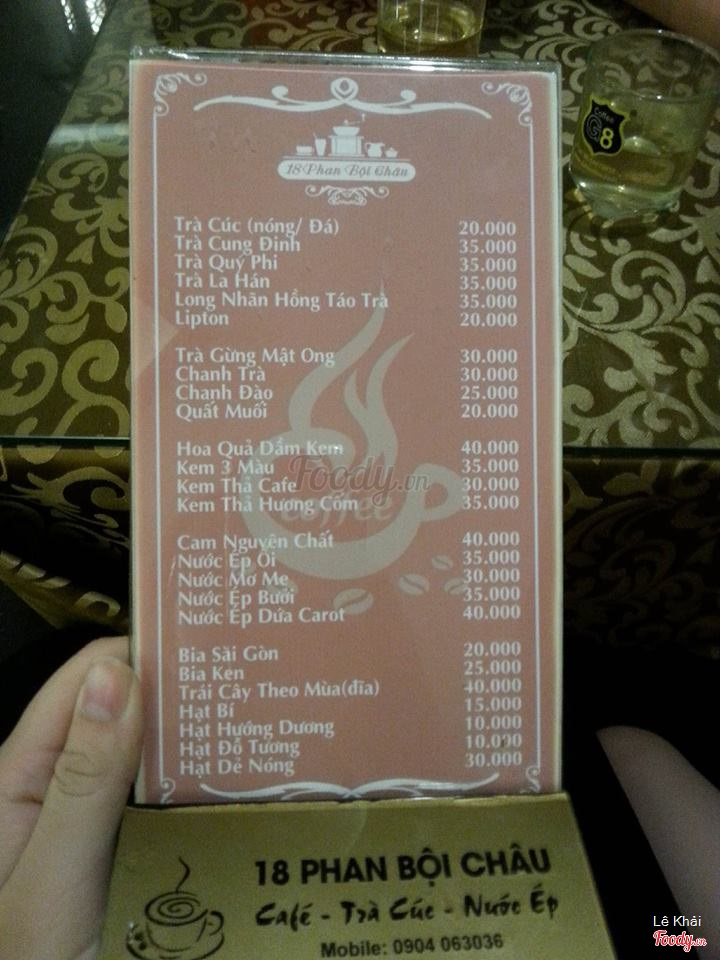 18 Phan Bội Châu
Coffee
G8
Trà Cúc (nóng/ Đá) 20.000
Trà Cung Đinh 35.000
Trà Quý Phi 35.000
Trà La Hán 35.000
Long Nhãn Hồng Táo Trà 35.000
Lipton 20.000
Trà Gừng Mật Ong 30.000
Chanh Trà 30.000
Chanh Đào 25.000
Quất Muối 20.000
Hoa Quả Dầm Kem 40.000
Kem 3 Màu 35.000
Kem Thả Cafe 30.000
Kem Thả Hương Cốm 35.000
Foody.vn
coffee
Cam Nguyên Chất 40.000
Nước Ép Ổi 35.000
Nước Mơ Me 30.000
Nước Ép Bưởi 35.000
Nước Ép Dứa Carot 40.000
Bia Sài Gòn 20.000
Bia Ken 25.000
Trái Cây Theo Mùa(đĩa) 40.000
Hạt Bí 15.000
Hạt Hướng Dương 10.000
Hạt Đỗ Tương 10.000
Hạt Dẻ Nóng 30.000
18 PHAN BỘI CHÂU
Café - Trà Cúc - Nước Ép
Mobile: 0904 063036
Lê Khải
Foody.vn